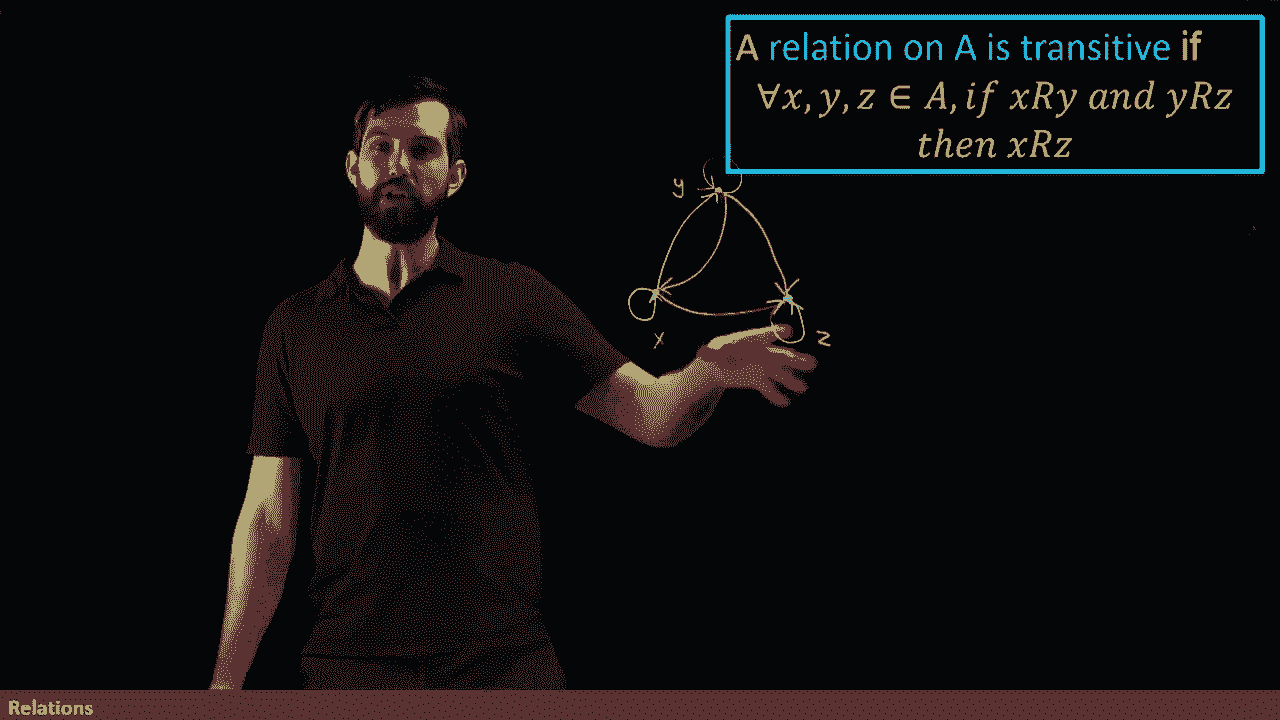 A relation on A is transitive if
∀x, y, z ∈ A, if xRy and yRz
then xRz
y
x
z
Relations